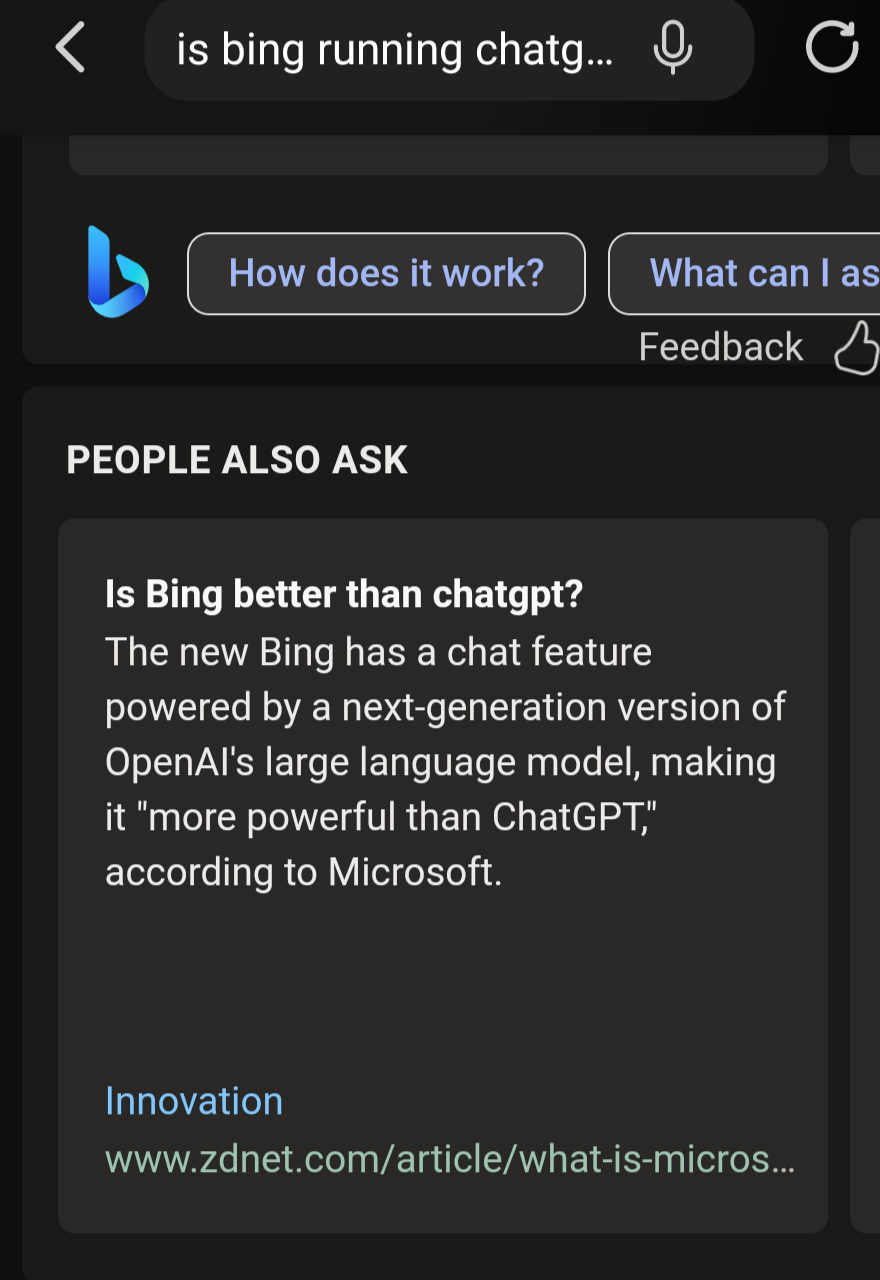 is bing running chatg...
How does it work?
What can I as
Feedback
PEOPLE ALSO ASK
Is Bing better than chatgpt?
The new Bing has a chat feature
powered by a next-generation version of
OpenAI's large language model, making
it "more powerful than ChatGPT,"
according to Microsoft.
Innovation
www.zdnet.com/article/what-is-micros...